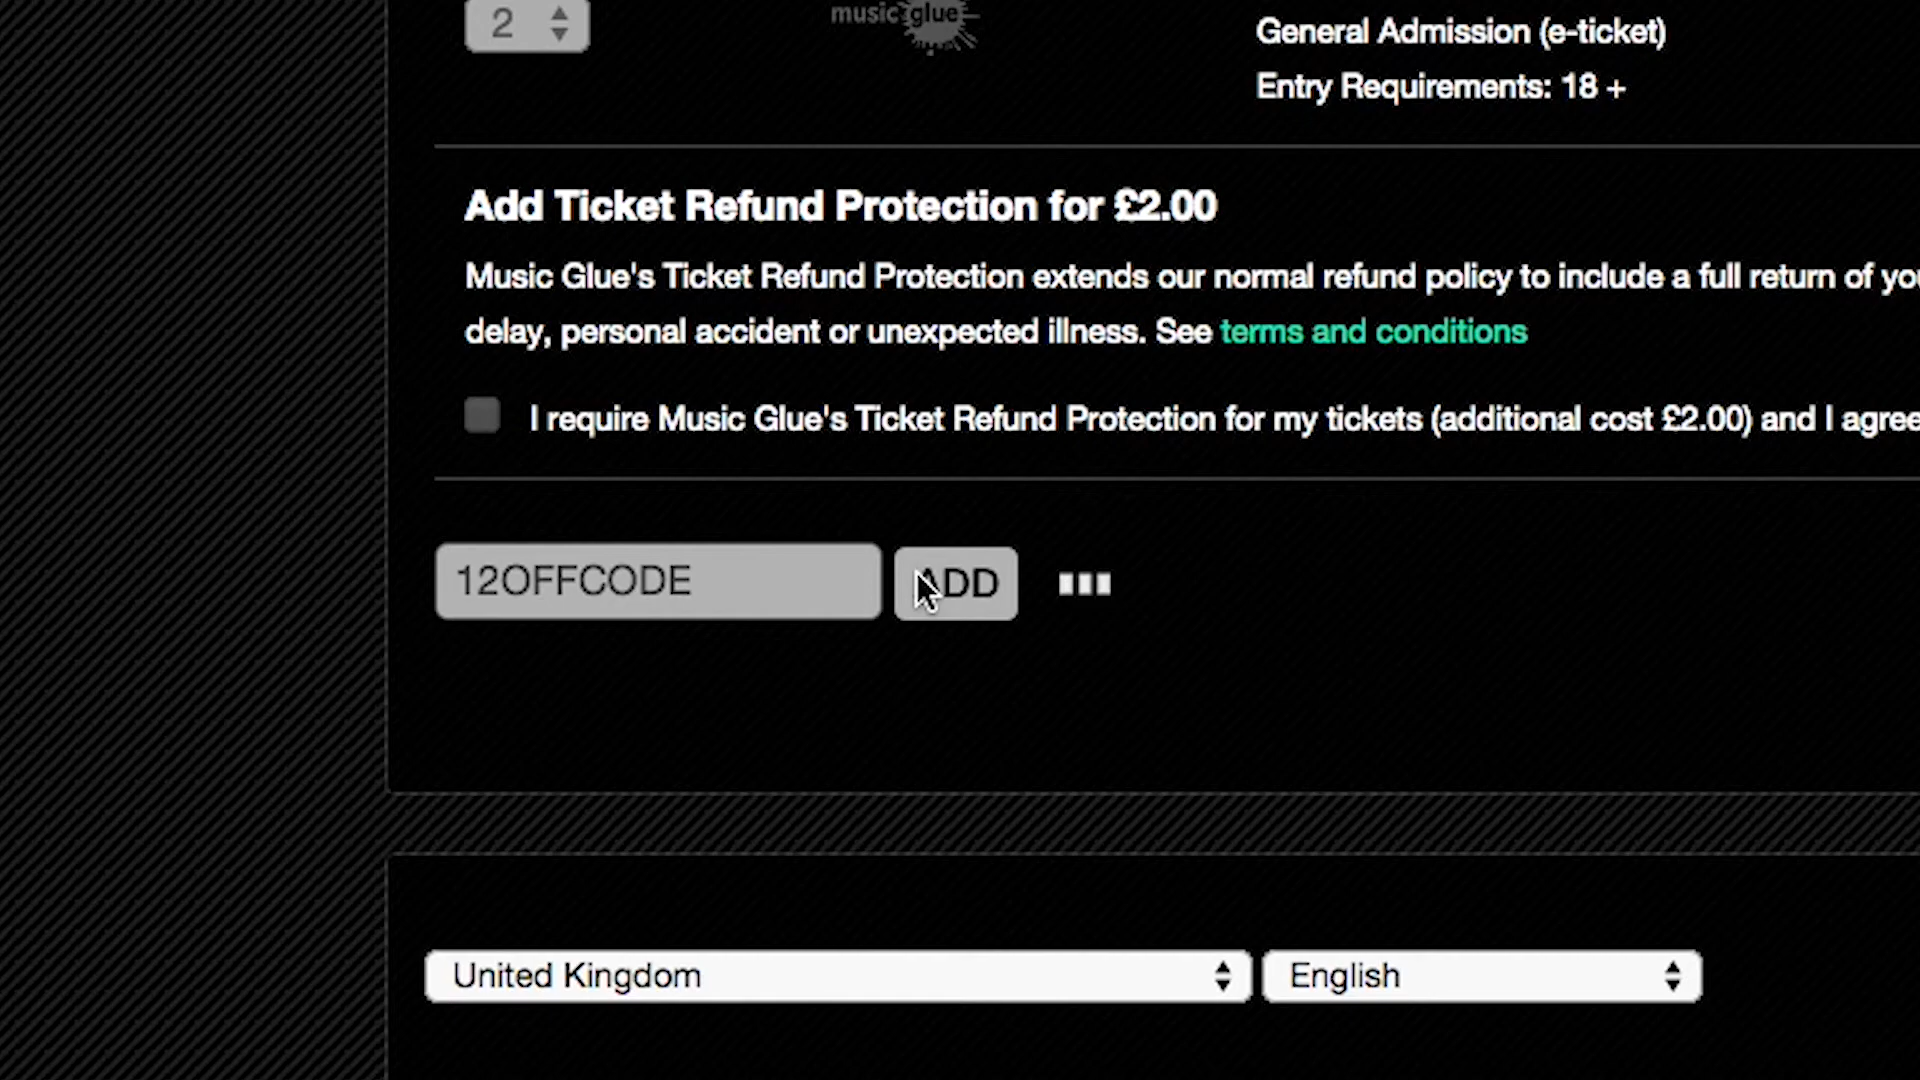 2
music glue
General Admission (e-ticket)
Entry Requirements: 18 +
Add Ticket Refund Protection for £2.00
Music Glue's Ticket Refund Protection extends our normal refund policy to include a full return of
delay, personal accident or unexpected illness. See terms and conditions
I require Music Glue's Ticket Refund Protection for my tickets (additional cost £2.00) and I agree
12OFFCODE
ADD
United Kingdom
English